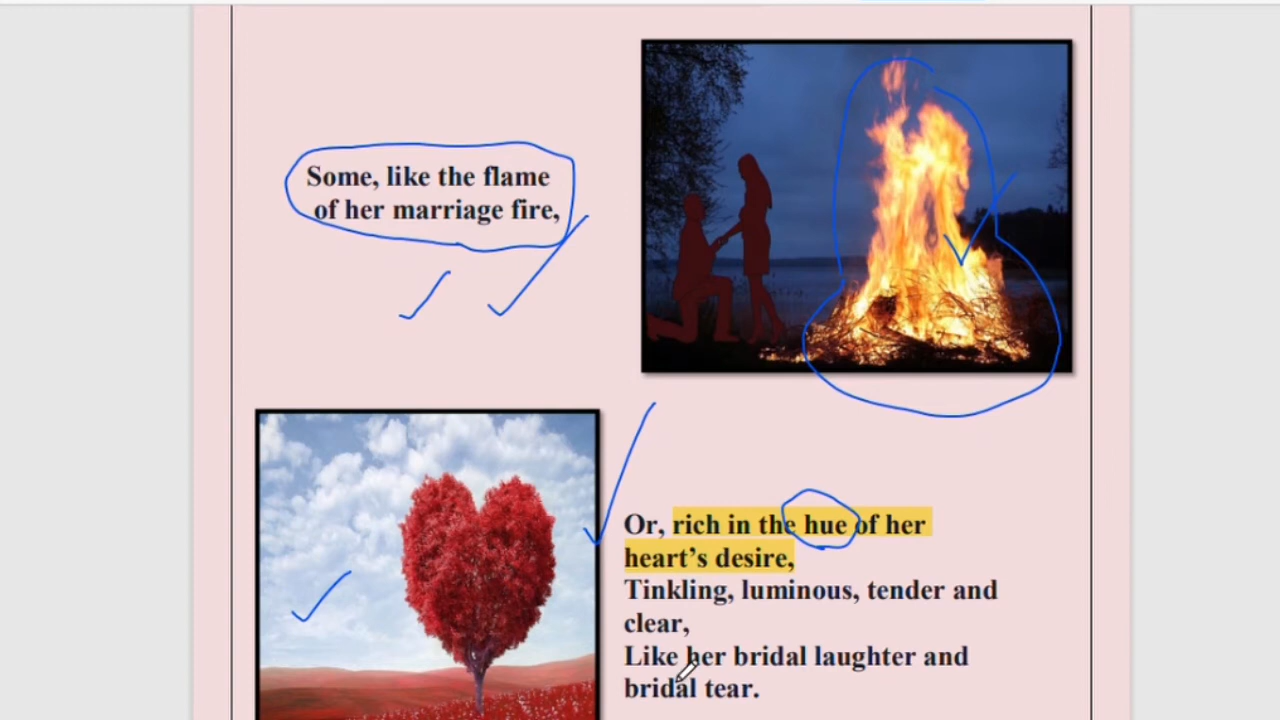 Some, like the flame
of her marriage fire,
Or, rich in the hue of her
heart’s desire,
Tinkling, luminous, tender and
clear,
Like her bridal laughter and
bridal tear.